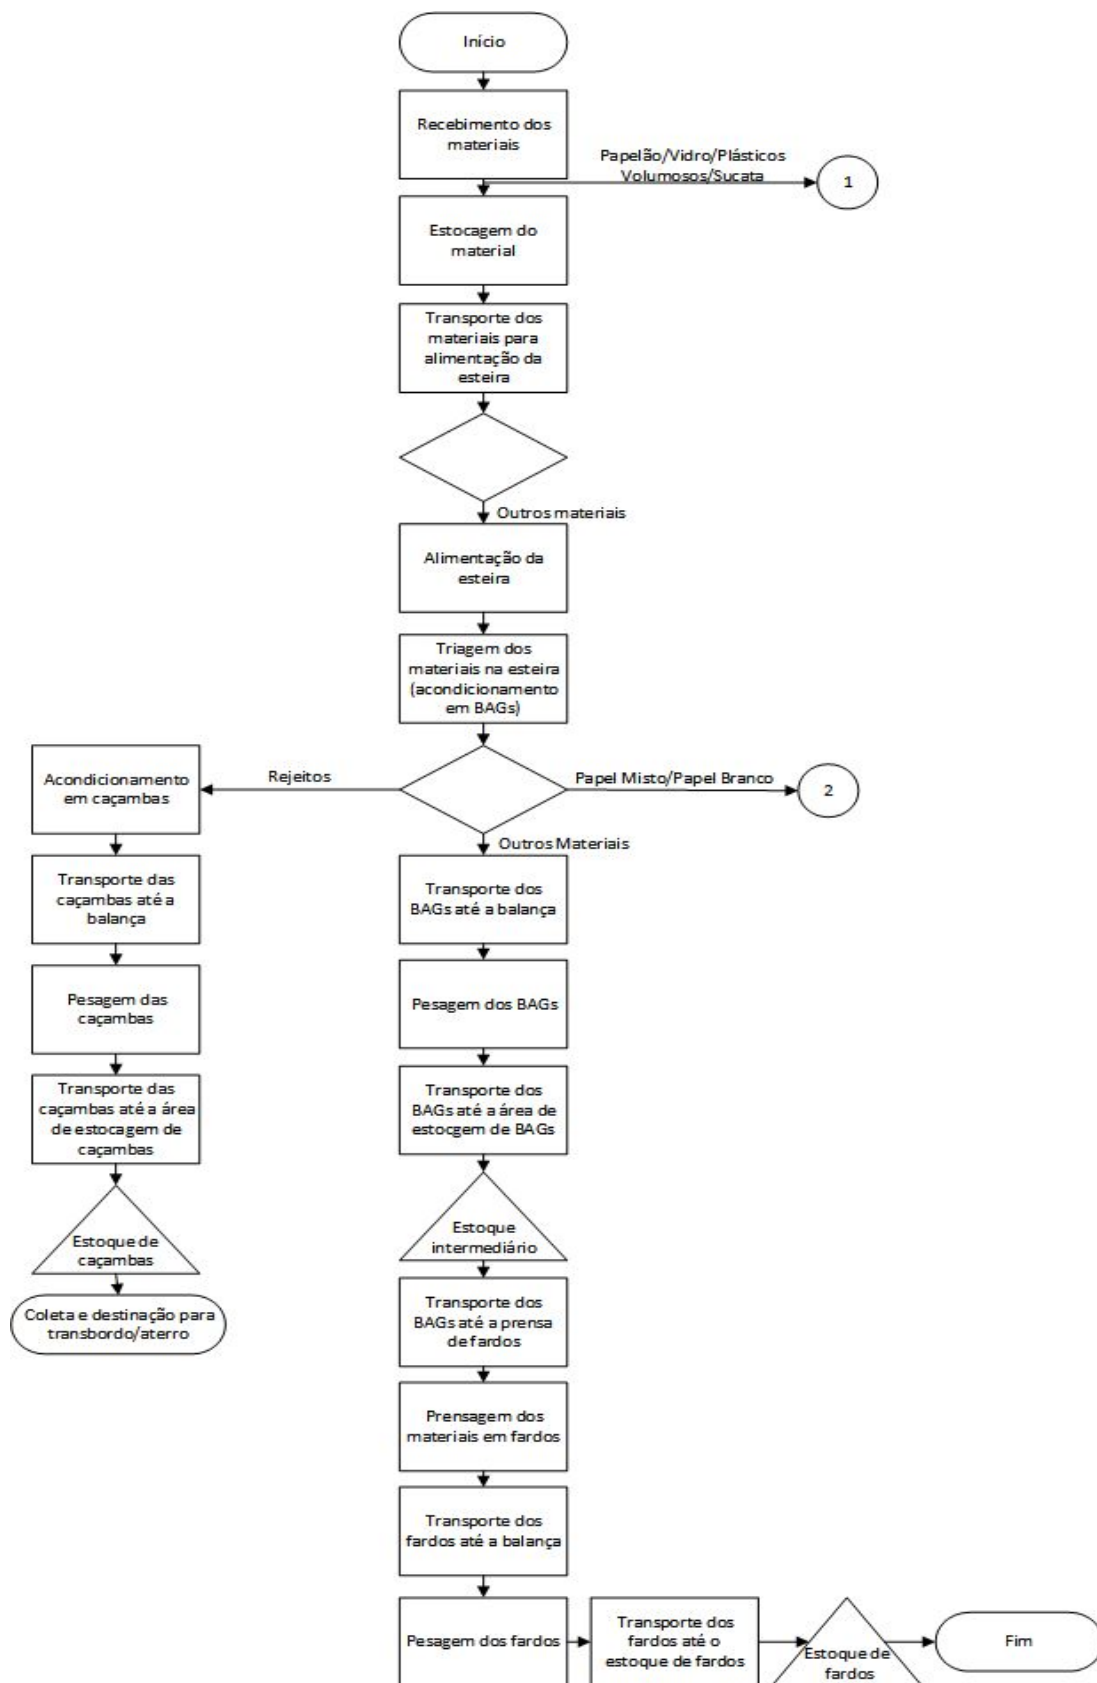 Início
Recebimento dos
materiais
Papelão/Vidro/Plásticos
Volumosos/Sucata
1
Estocagem do
material
Transporte dos
materiais para
alimentação da
esteira
Outros materiais
Alimentação da
esteira
Triagem dos
materiais na esteira
(acondicionamento
em BAGs)
Rejeitos
Papel Misto/Papel Branco
2
Outros Materiais
Acondicionamento
em caçambas
Transporte das
caçambas até a
balança
Pesagem das
caçambas
Transporte das
caçambas até a área
de estocagem de
caçambas
Estoque de
caçambas
Coleta e destinação para
transbordo/aterro
Transporte dos
BAGs até a balança
Pesagem dos BAGs
Transporte dos
BAGs até a área de
estocgem de BAGs
Estoque
intermediário
Transporte dos
BAGs até a prensa
de fardos
Prensagem dos
materiais em fardos
Transporte dos
fardos até a balança
Pesagem dos fardos
Transporte dos
fardos até o
estoque de fardos
Estoque de
fardos
Fim